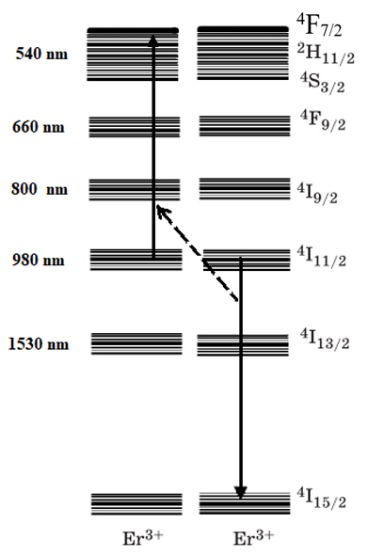 ⁴F₇/₂
540 nm ²H₁₁/₂
⁴S₃/₂
660 nm ⁴F₉/₂
800 nm ⁴I₉/₂
980 nm ⁴I₁₁/₂
1530 nm ⁴I₁₃/₂
⁴I₁₅/₂
Er³⁺ Er³⁺